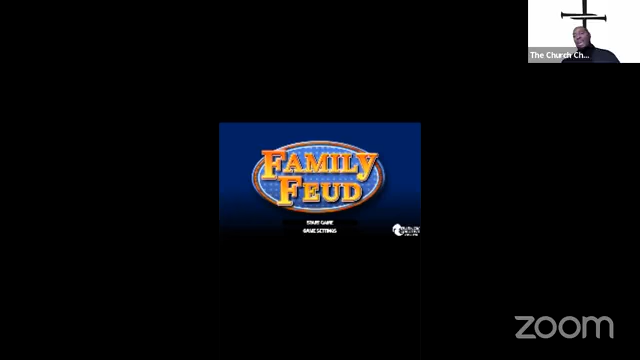 The Church Ch...
FAMILY
FEUD
START GAME
GAME SETTINGS
zoom